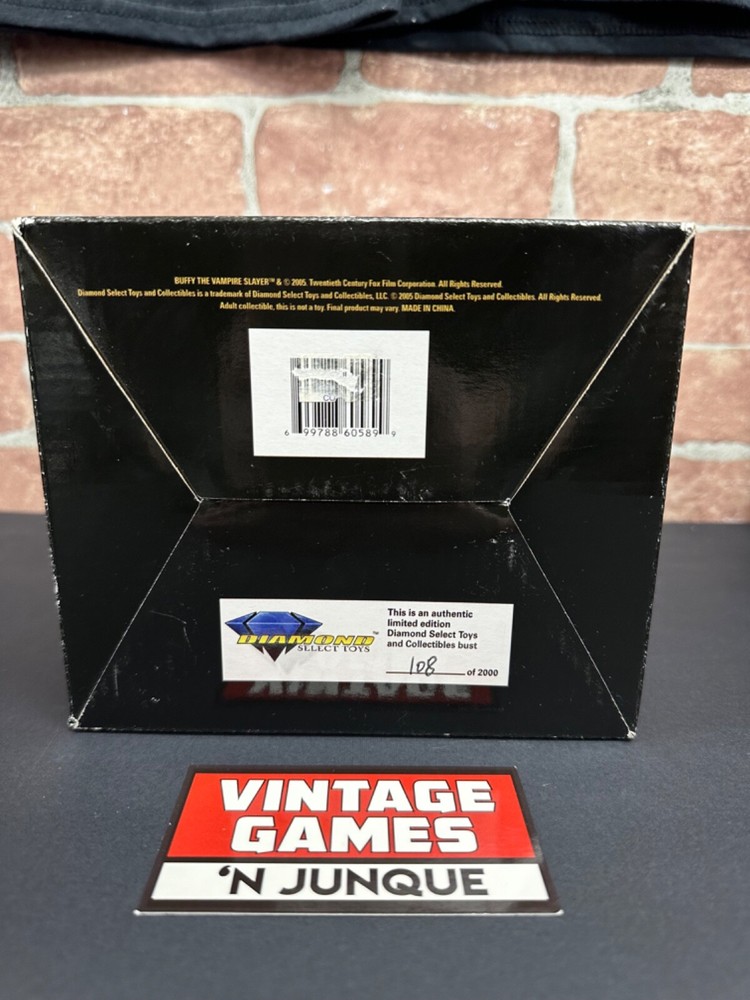 BUFFY THE VAMPIRE SLAYER™ & © 2005 Twentieth Century Fox Film Corporation. All Rights Reserved.
Diamond Select Toys and Collectibles is a trademark of Diamond Select Toys and Collectibles, LLC. © 2005 Diamond Select Toys and Collectibles. All Rights Reserved.
Adult collectible, this is not a toy. Final product may vary. MADE IN CHINA.
6 99788 60589 9
DIAMOND™
SELECT TOYS
This is an authentic
limited edition
Diamond Select Toys
and Collectibles bust
108 of 2000
VINTAGE
GAMES
'N JUNQUE